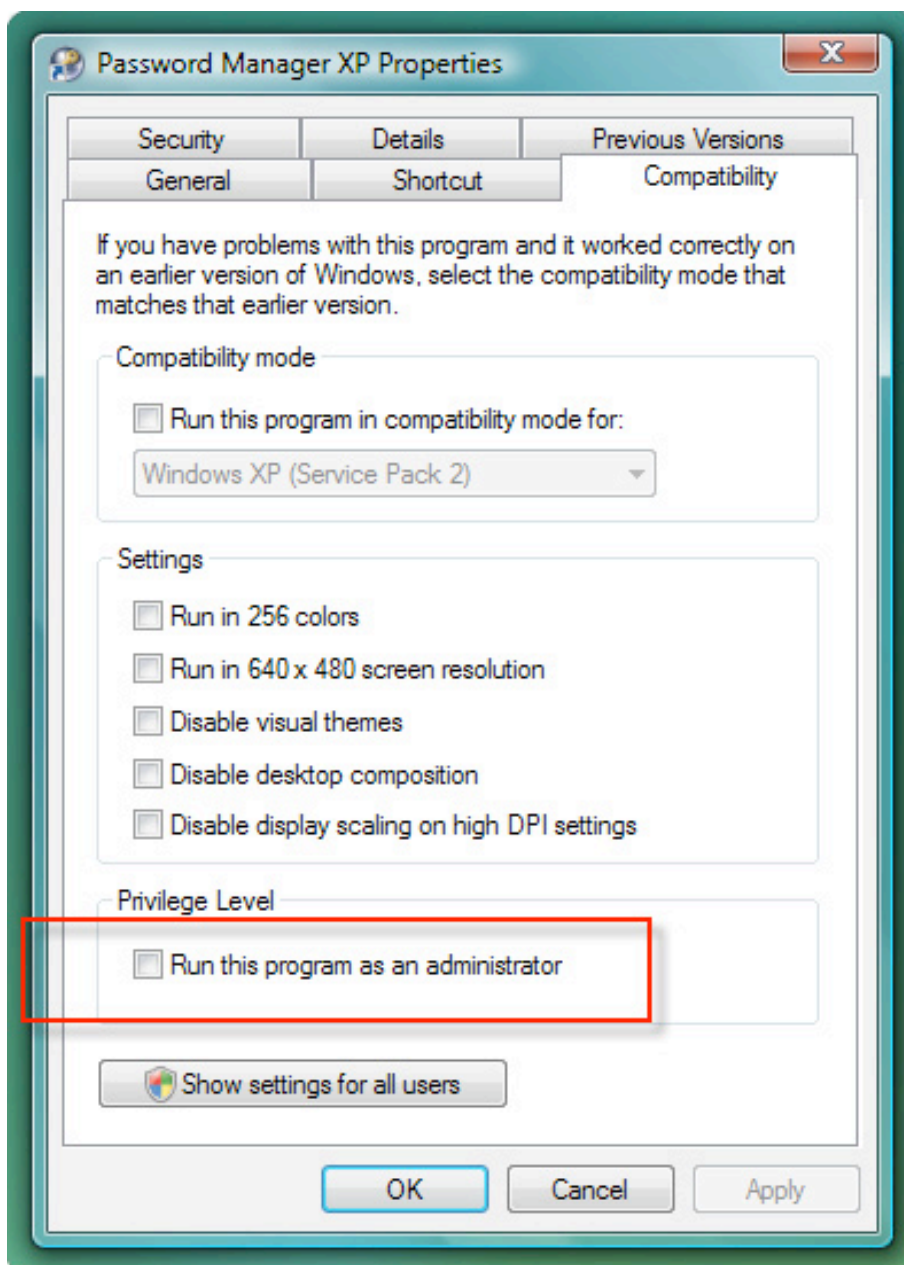 Password Manager XP Properties
Security Details Previous Versions
General Shortcut Compatibility
If you have problems with this program and it worked correctly on
an earlier version of Windows, select the compatibility mode that
matches that earlier version.
Compatibility mode
Run this program in compatibility mode for:
Windows XP (Service Pack 2)
Settings
Run in 256 colors
Run in 640 x 480 screen resolution
Disable visual themes
Disable desktop composition
Disable display scaling on high DPI settings
Privilege Level
Run this program as an administrator
Show settings for all users
OK Cancel Apply